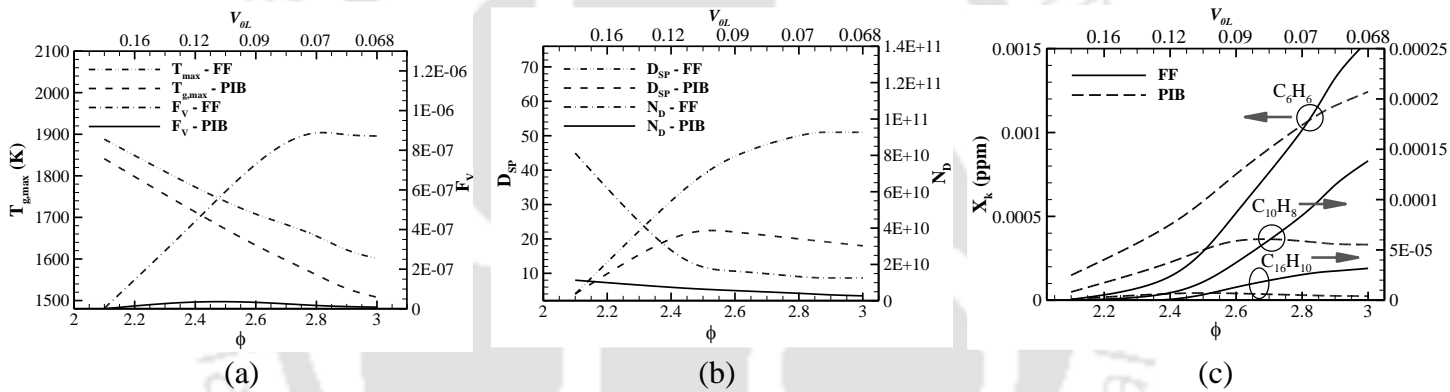 V0L
0.16 0.12 0.09 0.07 0.068
2100
2000
1900
1800
1700
1600
1500
Tg,max (K)
Tmax - FF
Tg,max - PIB
FV - FF
FV - PIB
1.2E-06
1E-06
8E-07
6E-07
4E-07
2E-07
0
FV
2 2.2 2.4 2.6 2.8 3
ϕ
(a)
V0L
0.16 0.12 0.09 0.07 0.068
70
60
50
40
30
20
10
DSP
DSP - FF
DSP - PIB
ND - FF
ND - PIB
1.4E+11
1.2E+11
1E+11
8E+10
6E+10
4E+10
2E+10
0
ND
2 2.2 2.4 2.6 2.8 3
ϕ
(b)
V0L
0.16 0.12 0.09 0.07 0.068
0.0015
0.001
0.0005
0
Xk (ppm)
FF
PIB
C6H6
C10H8
C16H10
0.00025
0.0002
0.00015
0.0001
5E-05
0
2.2 2.4 2.6 2.8 3
ϕ
(c)